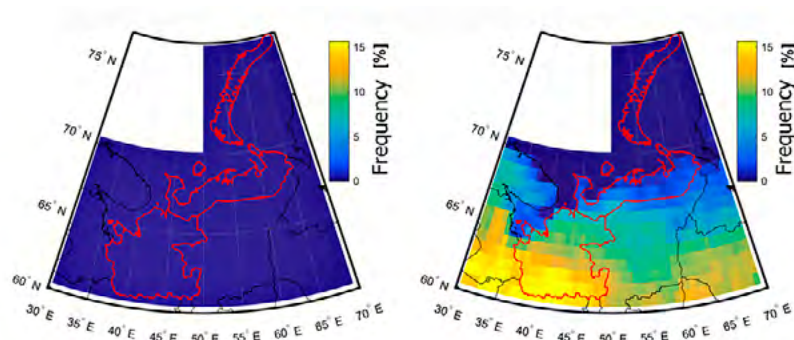 75° N
70° N
65° N
60° N
30° E
35° E
40° E
45° E
50° E
55° E
60° E
65° E
70° E
15
10
5
0
Frequency [%]
75° N
70° N
65° N
60° N
30° E
35° E
40° E
45° E
50° E
55° E
60° E
65° E
70° E
15
10
5
0
Frequency [%]